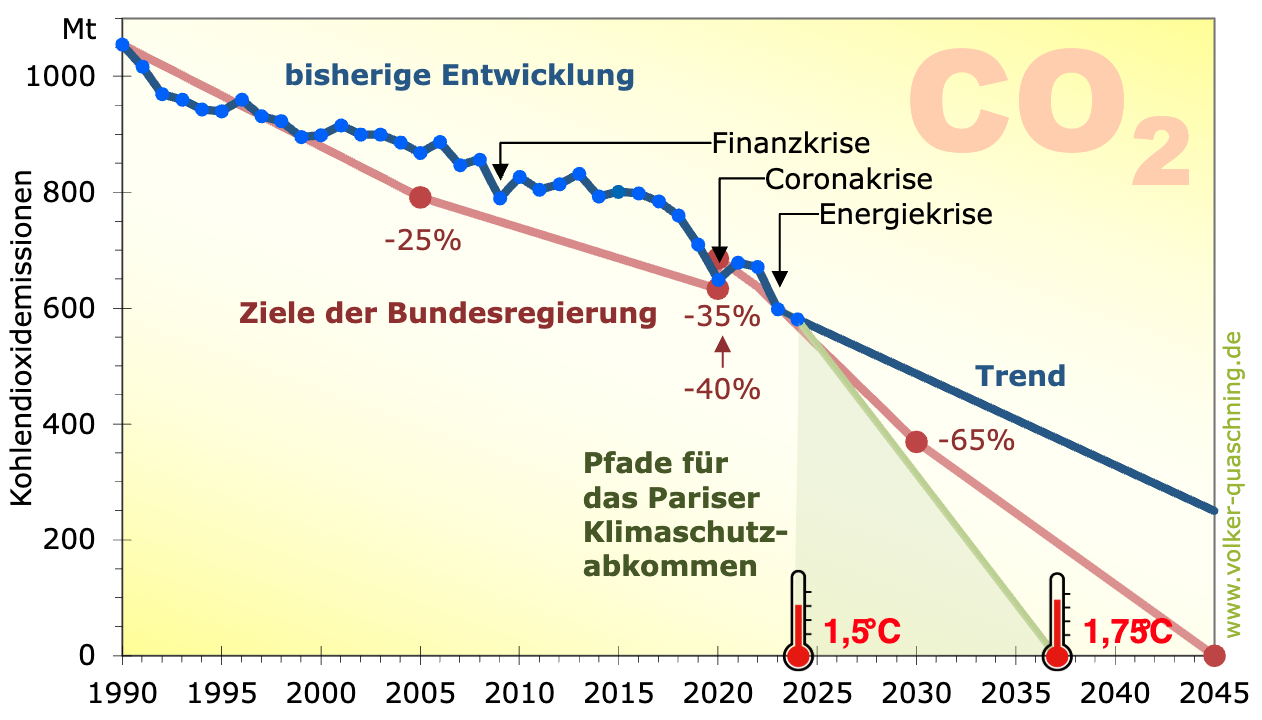 Mt
CO2
1000
800
600
400
200
0
Kohlendioxidemissionen
bisherige Entwicklung
Finanzkrise
Coronakrise
Energiekrise
-25%
Ziele der Bundesregierung
-35%
-40%
Trend
-65%
Pfade für
das Pariser
Klimaschutz-
abkommen
1,5°C
1,75°C
1990 1995 2000 2005 2010 2015 2020 2025 2030 2035 2040 2045
www.volker-quaschning.de